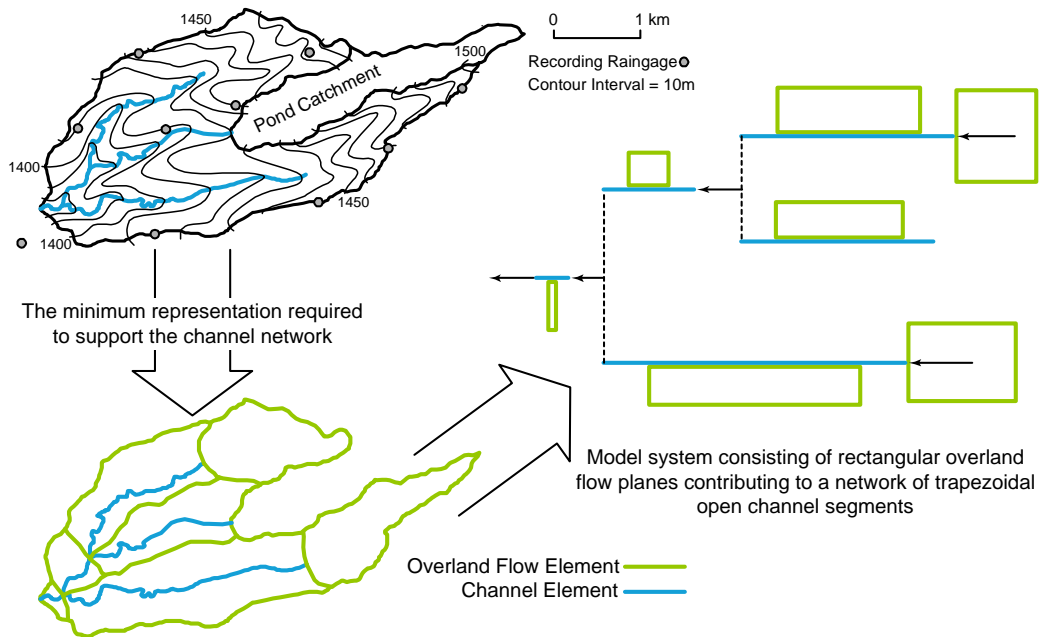 1450
0 1 km
1500
Recording Raingage
Contour Interval = 10m
Pond Catchment
1400
1450
1400
The minimum representation required
to support the channel network
Model system consisting of rectangular overland
flow planes contributing to a network of trapezoidal
open channel segments
Overland Flow Element
Channel Element